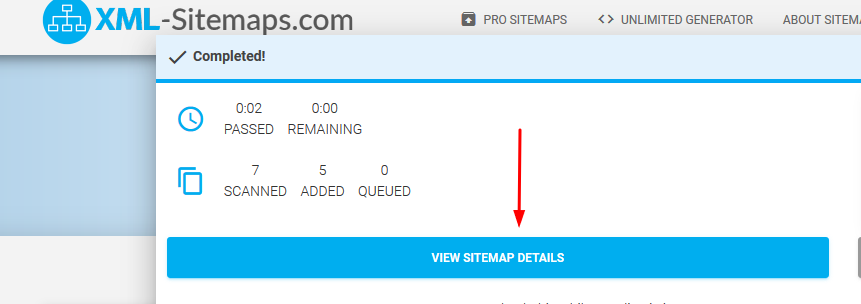 XML-Sitemaps.com
PRO SITEMAPS
<> UNLIMITED GENERATOR
ABOUT SITEMA
Completed!
0:02 0:00
PASSED REMAINING
7 5 0
SCANNED ADDED QUEUED
VIEW SITEMAP DETAILS